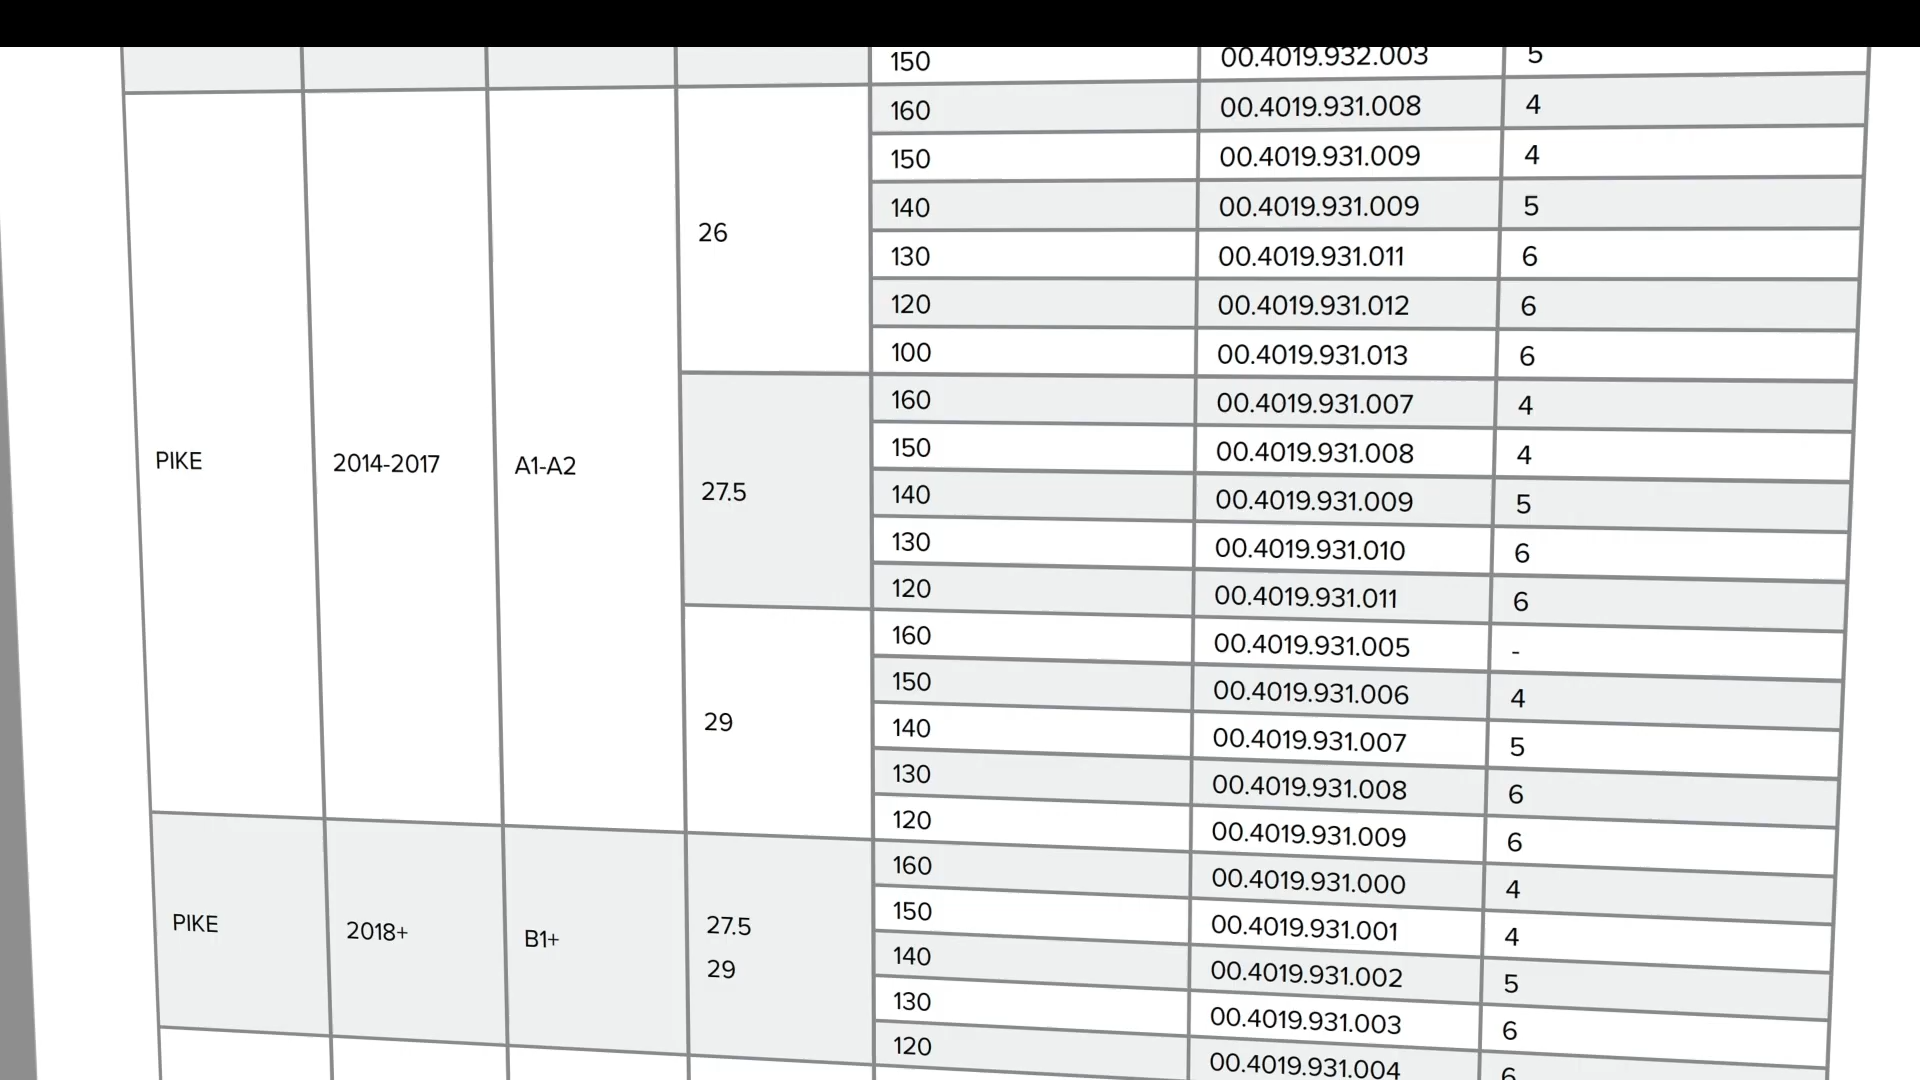 150 00.4019.932.003 5
160 00.4019.931.008 4
150 00.4019.931.009 4
26 140 00.4019.931.009 5
130 00.4019.931.011 6
120 00.4019.931.012 6
100 00.4019.931.013 6
160 00.4019.931.007 4
PIKE 2014-2017 A1-A2 150 00.4019.931.008 4
27.5 140 00.4019.931.009 5
130 00.4019.931.010 6
120 00.4019.931.011 6
160 00.4019.931.005 -
150 00.4019.931.006 4
29 140 00.4019.931.007 5
130 00.4019.931.008 6
120 00.4019.931.009 6
160 00.4019.931.000 4
PIKE 2018+ B1+ 27.5 150 00.4019.931.001 4
29 140 00.4019.931.002 5
130 00.4019.931.003 6
120 00.4019.931.004 6